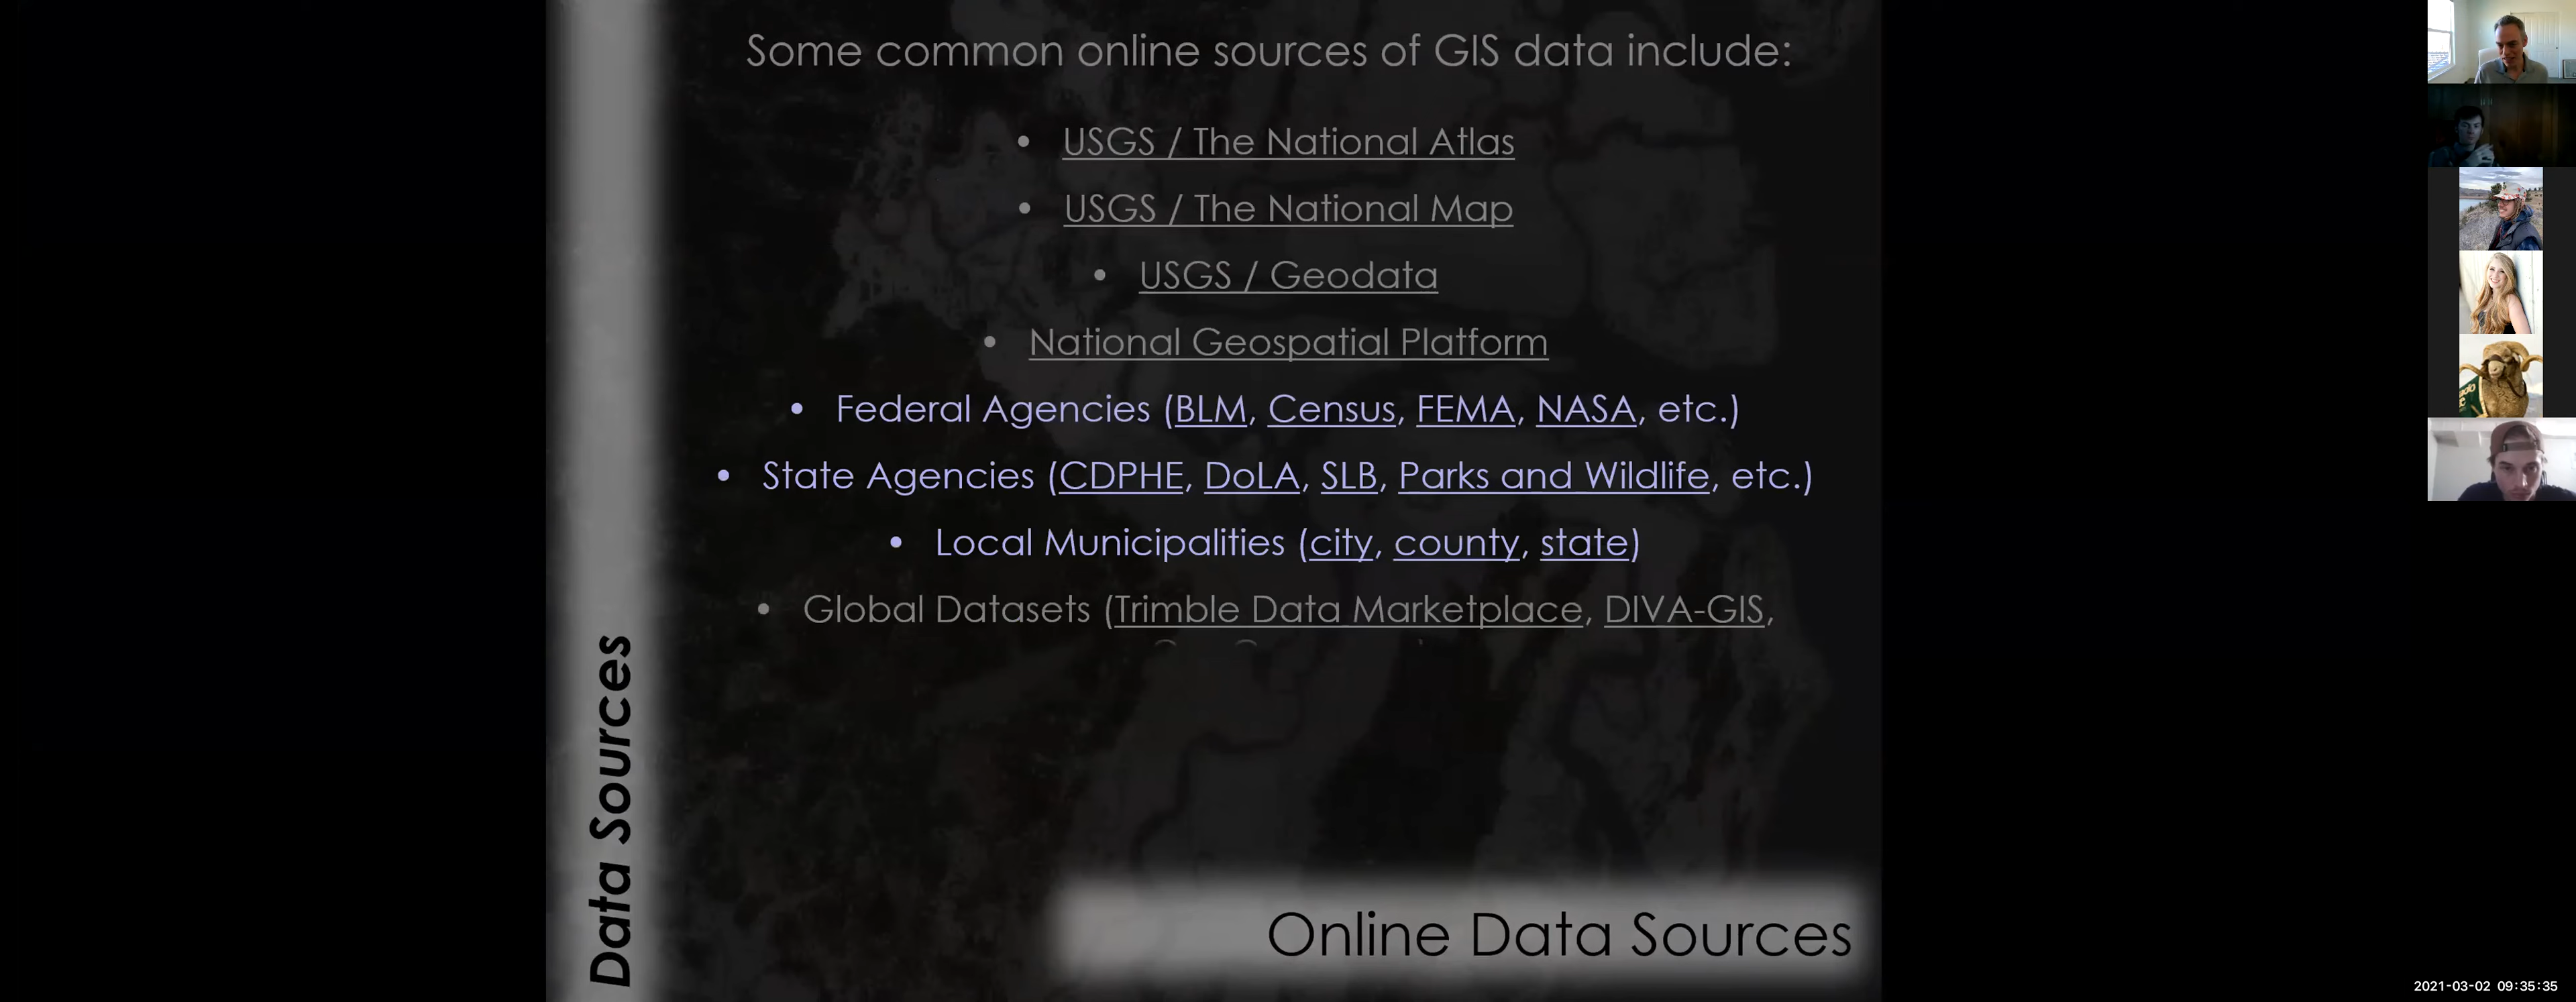 Some common online sources of GIS data include:
• USGS / The National Atlas
• USGS / The National Map
• USGS / Geodata
• National Geospatial Platform
• Federal Agencies (BLM, Census, FEMA, NASA, etc.)
• State Agencies (CDPHE, DoLA, SLB, Parks and Wildlife, etc.)
• Local Municipalities (city, county, state)
• Global Datasets (Trimble Data Marketplace, DIVA-GIS,
Data Sources
Online Data Sources
2021-03-02 09:35:35